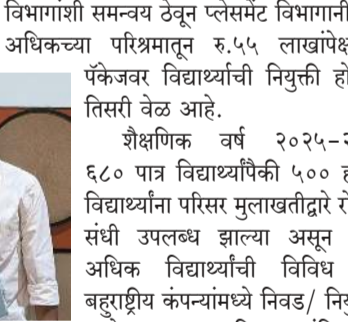 विभागांशी समन्वय ठेवून प्लेसमेंट विभागानी
अधिकच्या परिश्रमातून रु.५५ लाखांपेक्ष
पॅकेजवर विद्यार्थ्याची नियुक्ती हो
तिसरी वेळ आहे.
शैक्षणिक वर्ष २०२५-२
६८० पात्र विद्यार्थ्यांपैकी ५०० ह
विद्यार्थ्यांना परिसर मुलाखतीद्वारे रो
संधी उपलब्ध झाल्या असून
अधिक विद्यार्थ्यांची विविध
बहुराष्ट्रीय कंपन्यांमध्ये निवड/ नियु